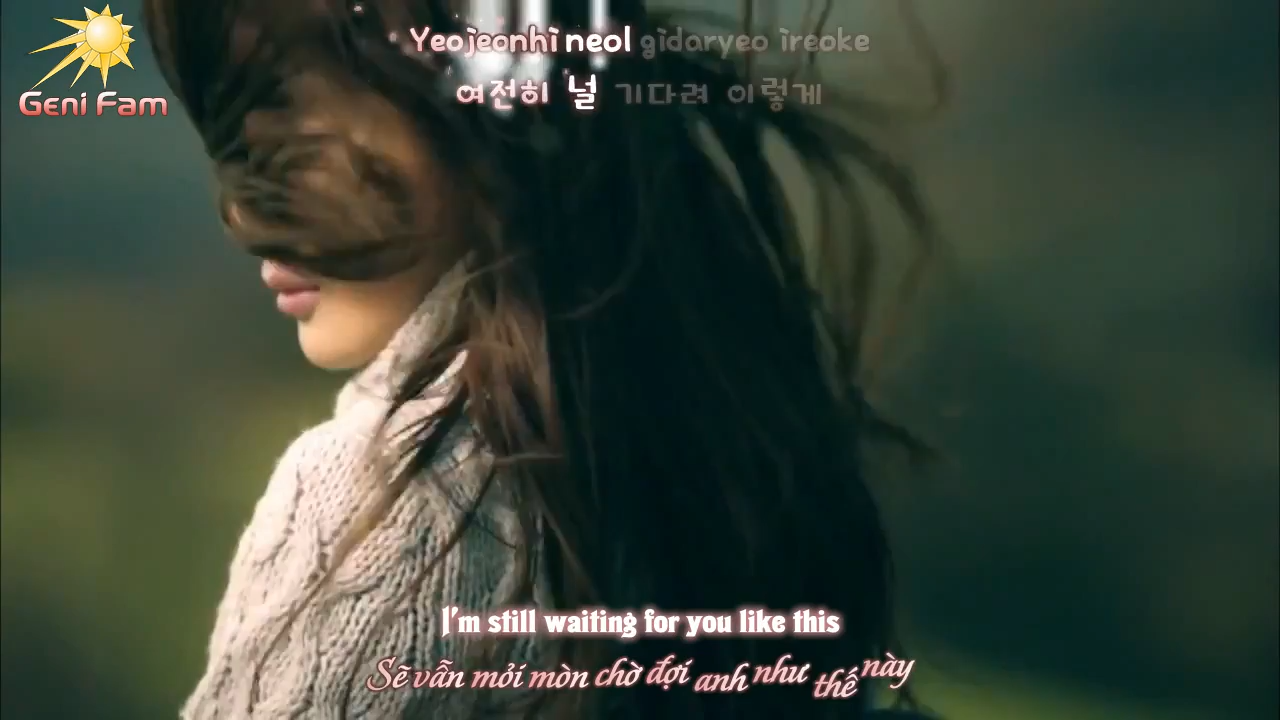 Geni Fam
Yeojeonhi neol gidaryeo ireoke
여전히 널 기다려 이렇게
I'm still waiting for you like this
Sẽ vẫn mỏi mòn chờ đợi anh như thế này